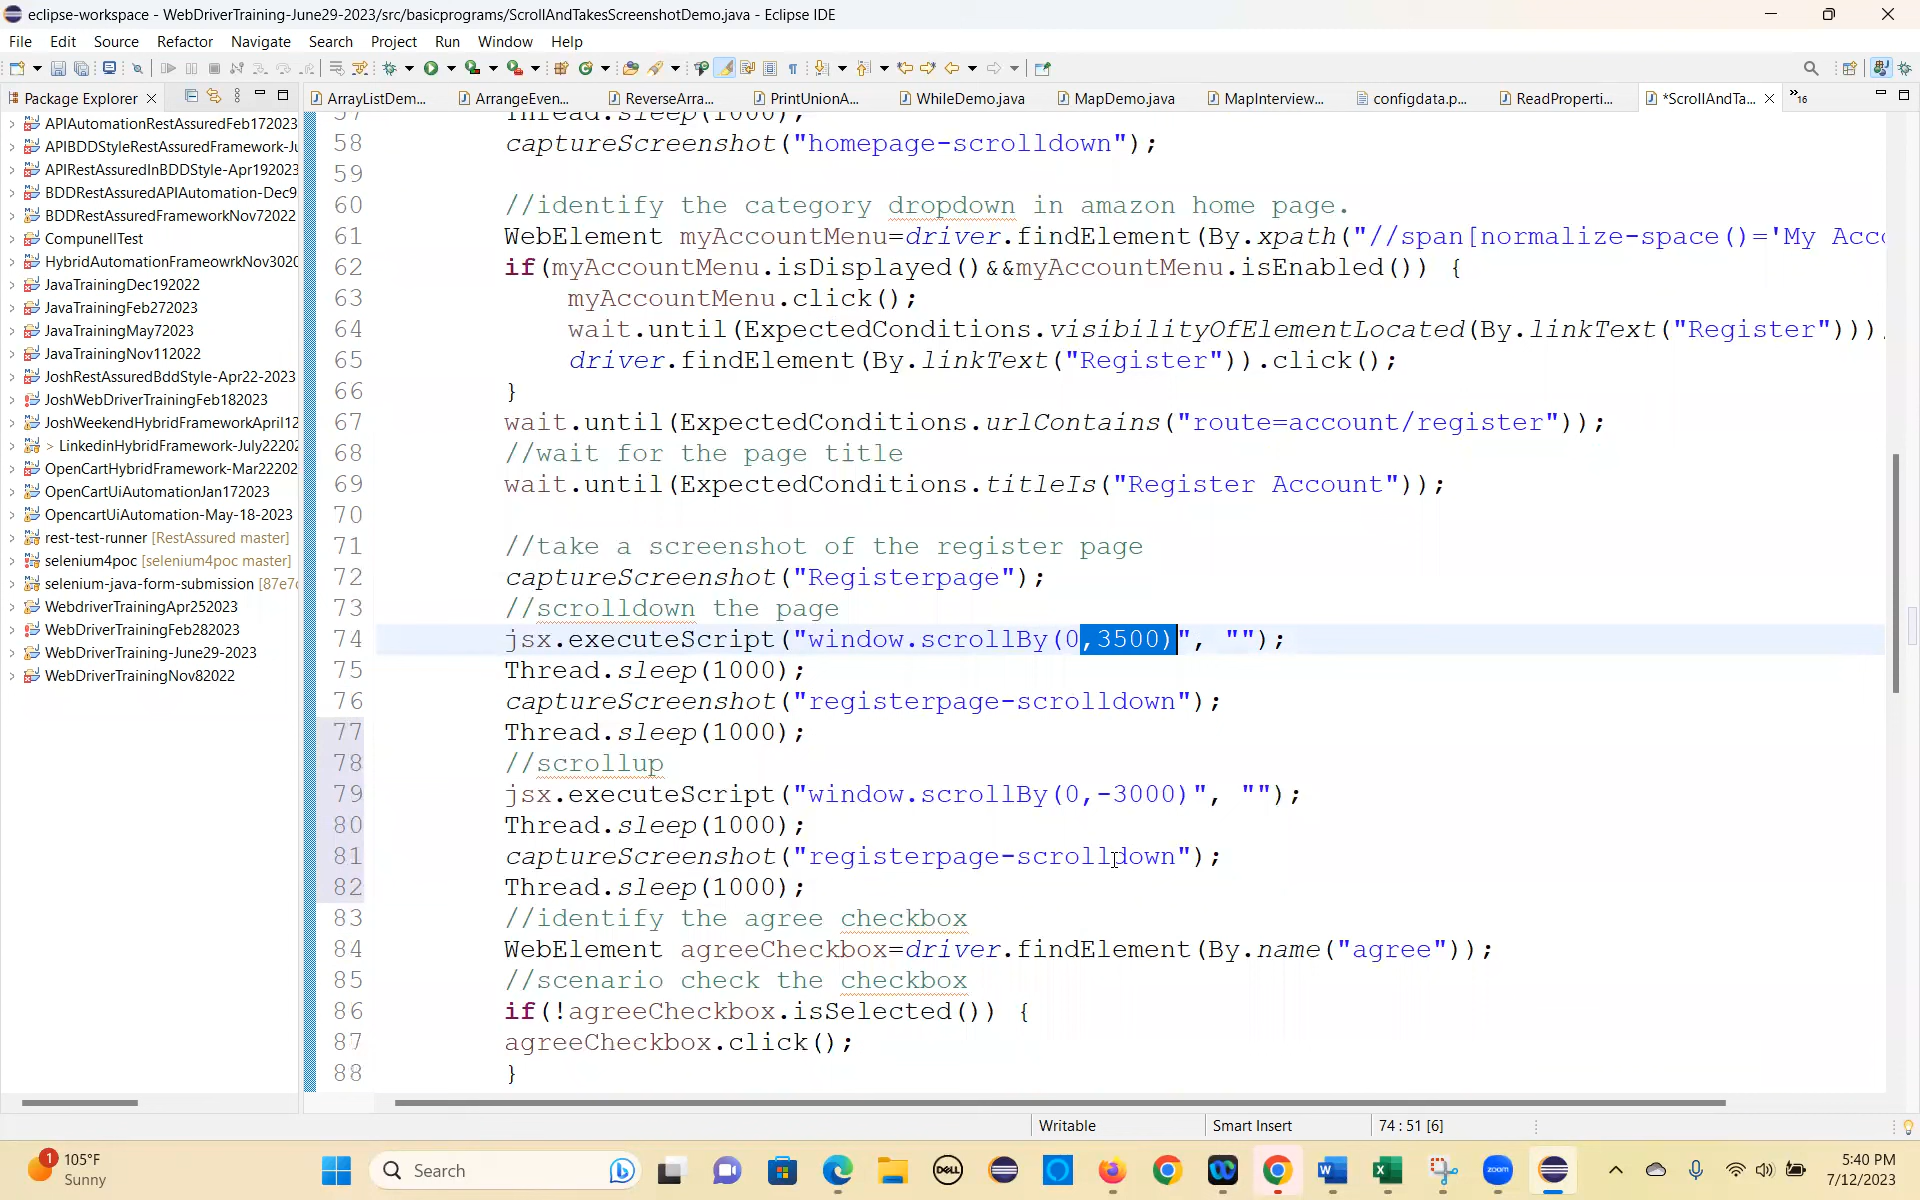 eclipse-workspace - WebDriverTraining-June29-2023/src/basicprograms/ScrollAndTakesScreenshotDemo.java - Eclipse IDE
File Edit Source Refactor Navigate Search Project Run Window Help
Package Explorer
ArrayListDem... ArrangeEven... ReverseArra... PrintUnionA... WhileDemo.java MapDemo.java MapInterview... configdata.p... ReadProperti... *ScrollAndTa... 16
APIAutomationRestAssuredFeb172023
APIBDDStyleRestAssuredFramework-Ju
APIRestAssuredInBDDStyle-Apr192023
BDDRestAssuredAPIAutomation-Dec9
BDDRestAssuredFrameworkNov72022
CompunellTest
HybridAutomationFrameowrkNov3020
JavaTrainingDec192022
JavaTrainingFeb272023
JavaTrainingMay72023
JavaTrainingNov112022
JoshRestAssuredBddStyle-Apr22-2023
JoshWebDriverTrainingFeb182023
JoshWeekendHybridFrameworkApril12
> LinkedinHybridFramework-July22202
OpenCartHybridFramework-Mar22202
OpenCartUiAutomationJan172023
OpencartUiAutomation-May-18-2023
rest-test-runner [RestAssured master]
selenium4poc [selenium4poc master]
selenium-java-form-submission [87e7c
WebdriverTrainingApr252023
WebDriverTrainingFeb282023
WebDriverTraining-June29-2023
WebDriverTrainingNov82022
57 Thread.sleep(1000);
58 captureScreenshot("homepage-scrolldown");
59
60 //identify the category dropdown in amazon home page.
61 WebElement myAccountMenu=driver.findElement(By.xpath("//span[normalize-space()='My Acc
62 if(myAccountMenu.isDisplayed()&&myAccountMenu.isEnabled()) {
63 myAccountMenu.click();
64 wait.until(ExpectedConditions.visibilityOfElementLocated(By.linkText("Register"))).
65 driver.findElement(By.linkText("Register")).click();
66 }
67 wait.until(ExpectedConditions.urlContains("route=account/register"));
68 //wait for the page title
69 wait.until(ExpectedConditions.titleIs("Register Account"));
70
71 //take a screenshot of the register page
72 captureScreenshot("Registerpage");
73 //scrolldown the page
74 jsx.executeScript("window.scrollBy(0,3500)", "");
75 Thread.sleep(1000);
76 captureScreenshot("registerpage-scrolldown");
77 Thread.sleep(1000);
78 //scrollup
79 jsx.executeScript("window.scrollBy(0,-3000)", "");
80 Thread.sleep(1000);
81 captureScreenshot("registerpage-scrolldown");
82 Thread.sleep(1000);
83 //identify the agree checkbox
84 WebElement agreeCheckbox=driver.findElement(By.name("agree"));
85 //scenario check the checkbox
86 if(!agreeCheckbox.isSelected()) {
87 agreeCheckbox.click();
88 }
Writable Smart Insert 74 : 51 [6]
1 105°F
Sunny
Search
DELL
zoom
5:40 PM
7/12/2023